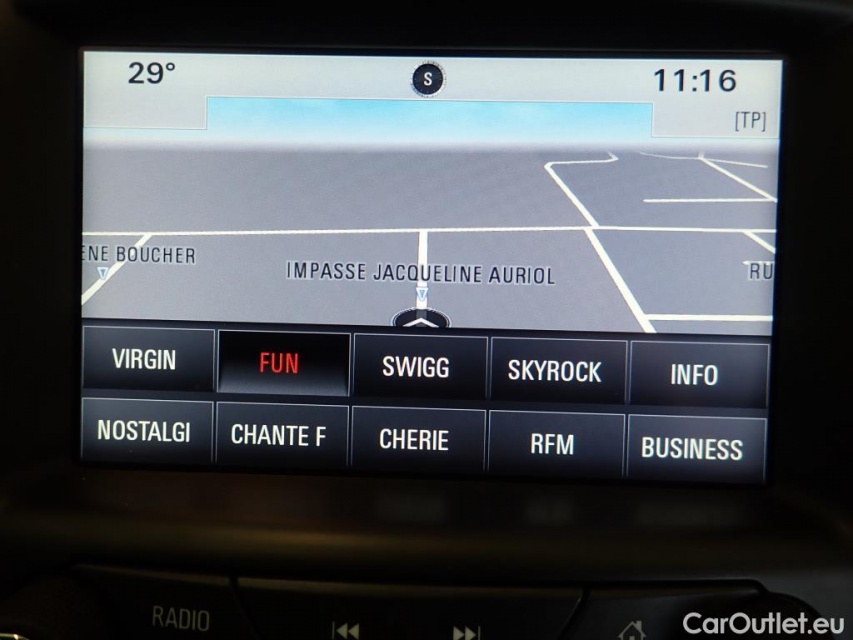 29°
S
11:16
[TP]
ENE BOUCHER
IMPASSE JACQUELINE AURIOL
RU
VIRGIN
FUN
SWIGG
SKYROCK
INFO
NOSTALGI
CHANTE F
CHERIE
RFM
BUSINESS
RADIO
CarOutlet.eu